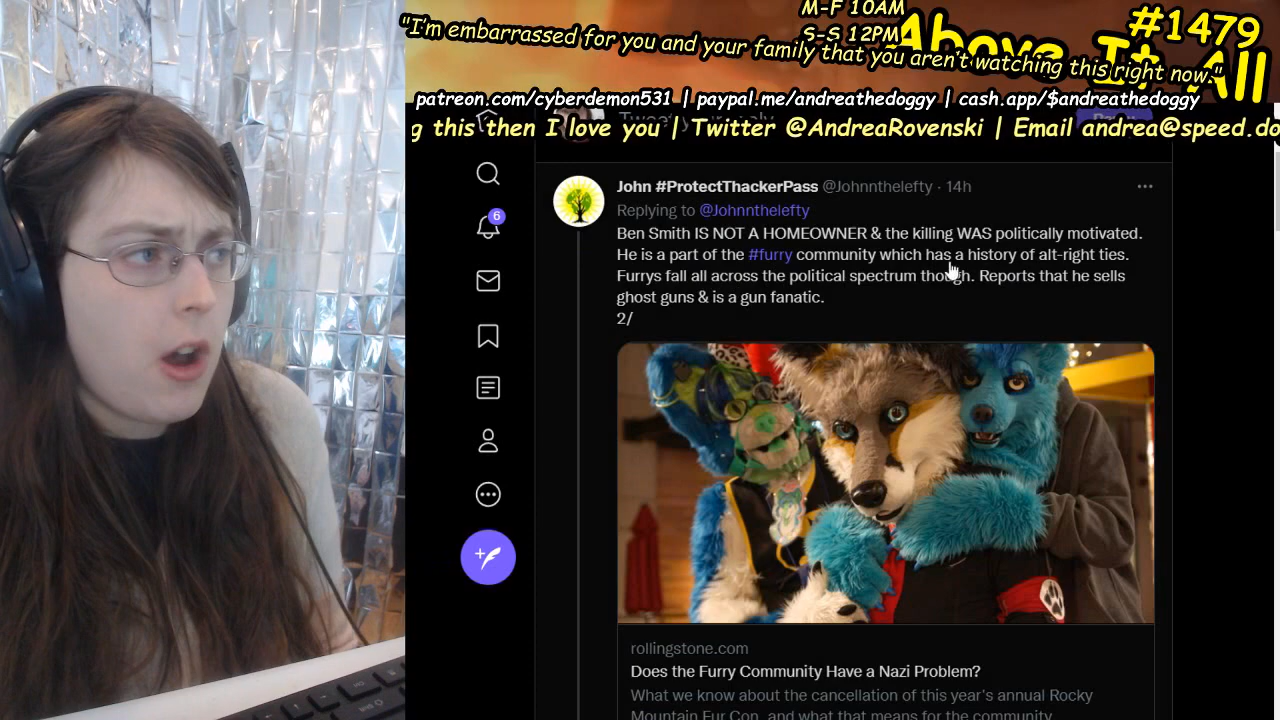 M-F 10AM
S-S 12PM
#1479
Above It All
"I'm embarrassed for you and your family that you aren't watching this right now."
patreon.com/cyberdemon531 | paypal.me/andreathedoggy | cash.app/$andreathedoggy
g this then I love you | Twitter @AndreaRovenski | Email andrea@speed.do
6
John #ProtectThackerPass @Johnnthelefty · 14h
Replying to @Johnnthelefty
Ben Smith IS NOT A HOMEOWNER & the killing WAS politically motivated.
He is a part of the #furry community which has a history of alt-right ties.
Furrys fall all across the political spectrum though. Reports that he sells
ghost guns & is a gun fanatic.
2/
rollingstone.com
Does the Furry Community Have a Nazi Problem?
What we know about the cancellation of this year's annual Rocky
Mountain Fur Con, and what that means for the community